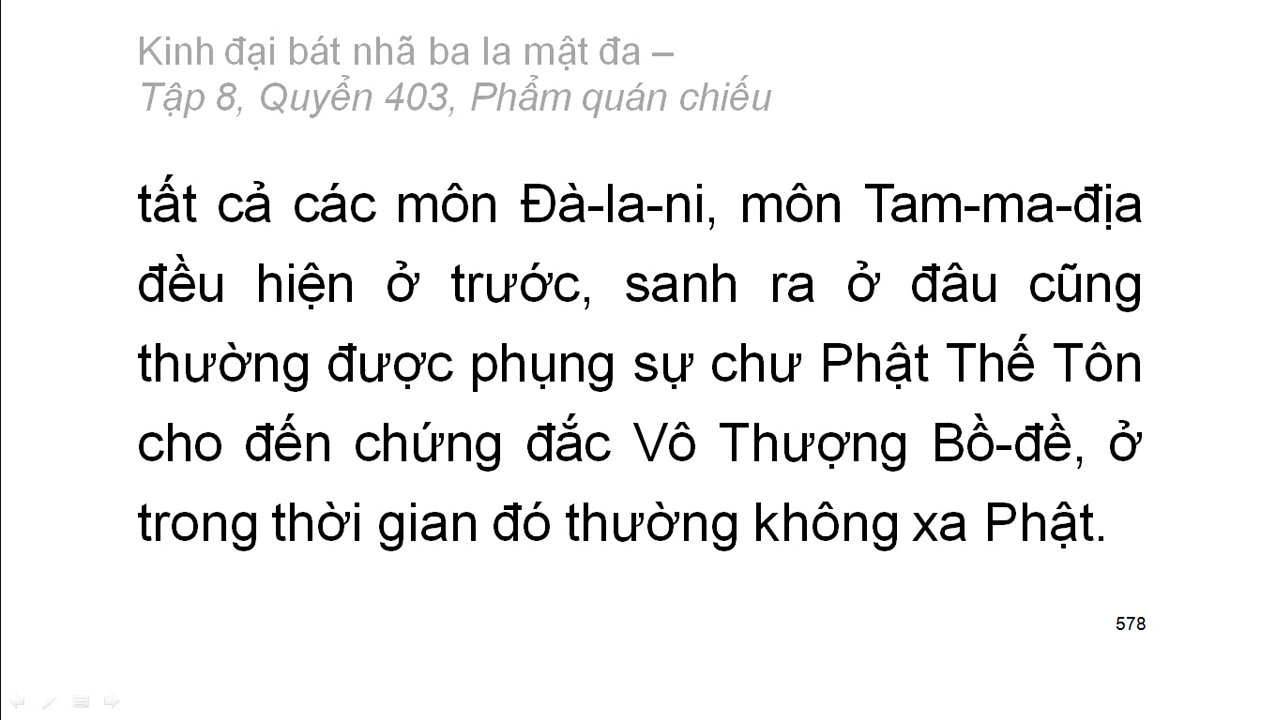 Kinh đại bát nhã ba la mật đa –
Tập 8, Quyển 403, Phẩm quán chiếu
tất cả các môn Đà-la-ni, môn Tam-ma-địa
đều hiện ở trước, sanh ra ở đâu cũng
thường được phụng sự chư Phật Thế Tôn
cho đến chứng đắc Vô Thượng Bồ-đề, ở
trong thời gian đó thường không xa Phật.
578